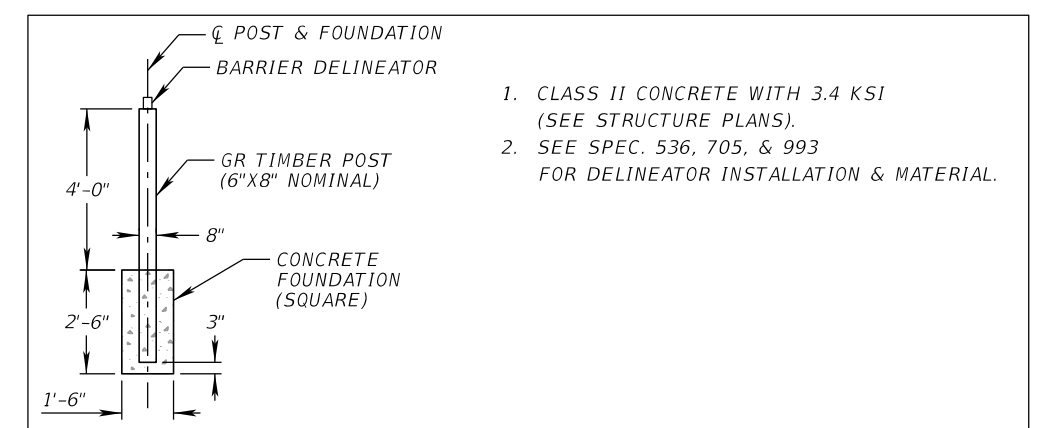 ℄ POST & FOUNDATION
BARRIER DELINEATOR
GR TIMBER POST
(6"X8" NOMINAL)
4'-0"
8"
CONCRETE
FOUNDATION
(SQUARE)
2'-6"
3"
1'-6"
1. CLASS II CONCRETE WITH 3.4 KSI
(SEE STRUCTURE PLANS).
2. SEE SPEC. 536, 705, & 993
FOR DELINEATOR INSTALLATION & MATERIAL.